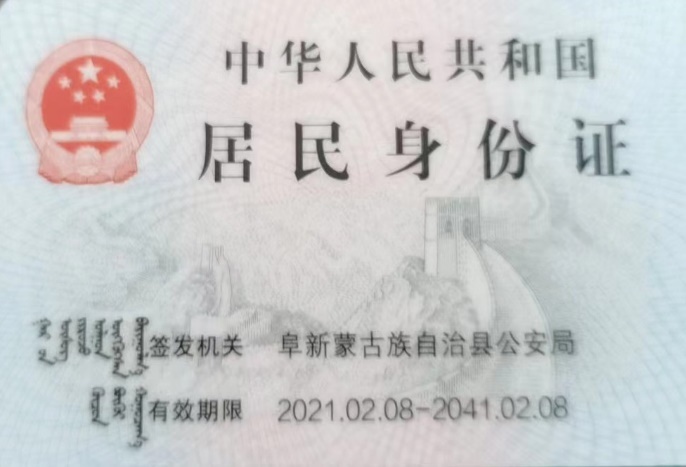 中华人民共和国
居民身份证
签发机关 阜新蒙古族自治县公安局
有效期限 2021.02.08-2041.02.08